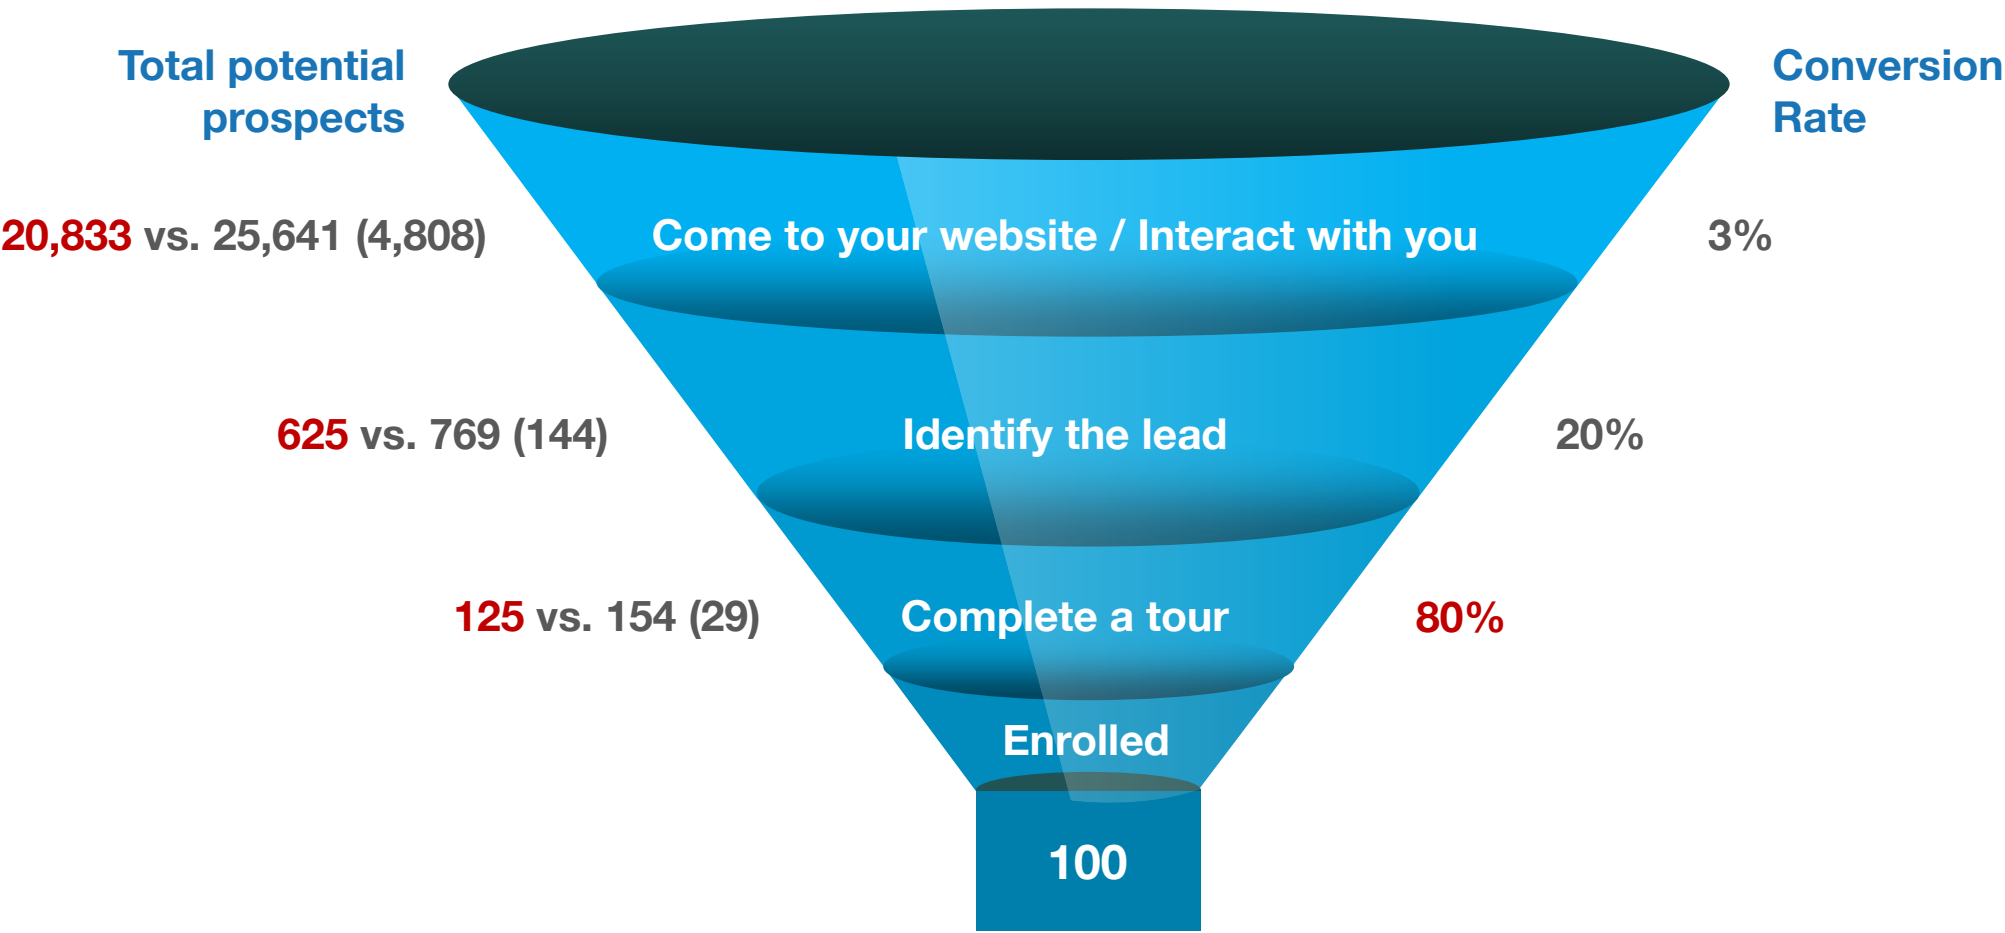 Total potential
prospects
Conversion
Rate
20,833 vs. 25,641 (4,808)
Come to your website / Interact with you
3%
625 vs. 769 (144)
Identify the lead
20%
125 vs. 154 (29)
Complete a tour
80%
Enrolled
100